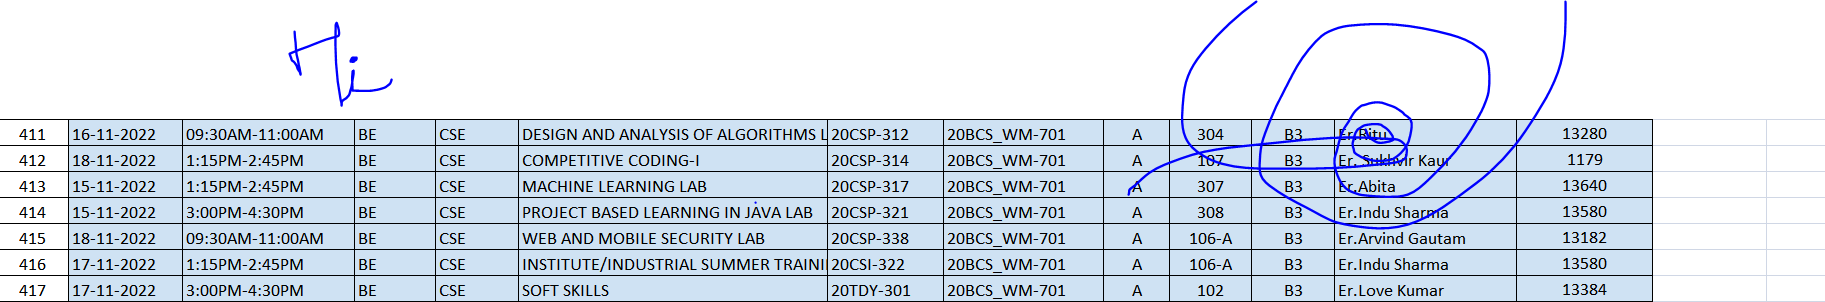 Hi
411 16-11-2022 09:30AM-11:00AM BE CSE DESIGN AND ANALYSIS OF ALGORITHMS L 20CSP-312 20BCS_WM-701 A 304 B3 Er.Ritu 13280
412 18-11-2022 1:15PM-2:45PM BE CSE COMPETITIVE CODING-I 20CSP-314 20BCS_WM-701 A 107 B3 Er. Sukhvir Kaur 1179
413 15-11-2022 1:15PM-2:45PM BE CSE MACHINE LEARNING LAB 20CSP-317 20BCS_WM-701 A 307 B3 Er.Abita 13640
414 15-11-2022 3:00PM-4:30PM BE CSE PROJECT BASED LEARNING IN JAVA LAB 20CSP-321 20BCS_WM-701 A 308 B3 Er.Indu Sharma 13580
415 18-11-2022 09:30AM-11:00AM BE CSE WEB AND MOBILE SECURITY LAB 20CSP-338 20BCS_WM-701 A 106-A B3 Er.Arvind Gautam 13182
416 17-11-2022 1:15PM-2:45PM BE CSE INSTITUTE/INDUSTRIAL SUMMER TRAINI 20CSI-322 20BCS_WM-701 A 106-A B3 Er.Indu Sharma 13580
417 17-11-2022 3:00PM-4:30PM BE CSE SOFT SKILLS 20TDY-301 20BCS_WM-701 A 102 B3 Er.Love Kumar 13384